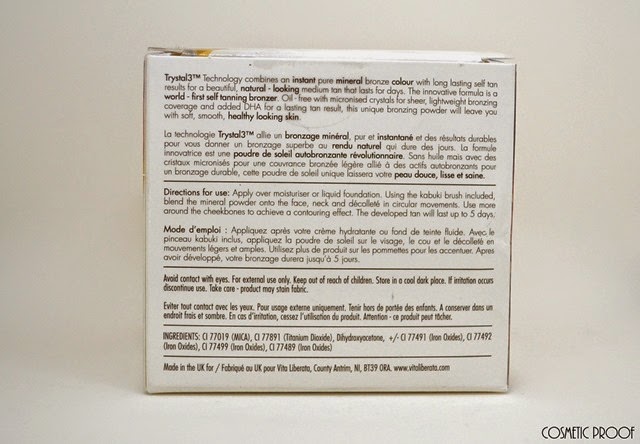 Trystal3™ Technology combines an instant pure mineral bronze colour with long lasting self tan
results for a beautiful, natural - looking medium tan that lasts for days. The innovative formula is a
world - first self tanning bronzer. Oil - free with micronised crystals for sheer, lightweight bronzing
coverage and added DHA for a lasting tan result, this unique bronzing powder will leave you
with soft, smooth, healthy looking skin.
La technologie Trystal3™ allie un bronzage minéral, pur et instantané et des résultats durables
pour vous donner un bronzage superbe au rendu naturel qui dure des jours. La formule
innovatrice est une poudre de soleil autobronzante révolutionnaire. Sans huile mais avec des
cristaux micronisés pour une couvrance bronzée légère allié à des actifs autobronzants pour
un bronzage durable, cette poudre de soleil unique laissera votre peau douce, lisse et saine.
Directions for use: Apply over moisturiser or liquid foundation. Using the kabuki brush included,
blend the mineral powder onto the face, neck and décolleté in circular movements. Use more
around the cheekbones to achieve a contouring effect. The developed tan will last up to 5 days.
Mode d'emploi : Appliquez après votre crème hydratante ou fond de teinte fluide. Avec le
pinceau kabuki inclus, appliquez la poudre de soleil sur le visage, le cou et le décolleté en
mouvements légers et amples. Utilisez plus de produit sur les pommettes pour les accentuer. Apres
avoir développé, votre bronzage durera jusqu'à 5 jours.
Avoid contact with eyes. For external use only. Keep out of reach of children. Store in a cool dark place. If irritation occurs
discontinue use. Take care - product may stain fabric.
Eviter tout contact avec les yeux. Pour usage externe uniquement. Tenir hors de portée des enfants. A conserver dans un
endroit frais et sombre. En cas d'irritation, cessez l'utilisation du produit. Attention - ce produit peut tâcher.
INGREDIENTS: CI 77019 (MICA), CI 77891 (Titanium Dioxide), Dihydroxyacetone, +/- CI 77491 (Iron Oxides), CI 77492
(Iron Oxides), CI 77499 (Iron Oxides), CI 77489 (Iron Oxides)
Made in the UK for / Fabriqué au UK pour Vita Liberata, County Antrim, NI, BT39 0RA. www.vitaliberata.com
COSMETIC PROOF